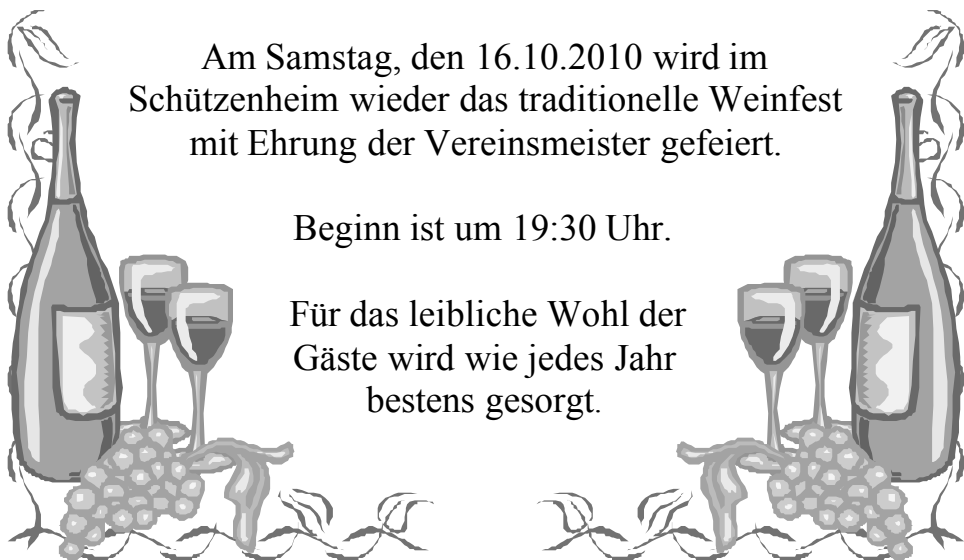 Am Samstag, den 16.10.2010 wird im
Schützenheim wieder das traditionelle Weinfest
mit Ehrung der Vereinsmeister gefeiert.
Beginn ist um 19:30 Uhr.
Für das leibliche Wohl der
Gäste wird wie jedes Jahr
bestens gesorgt.